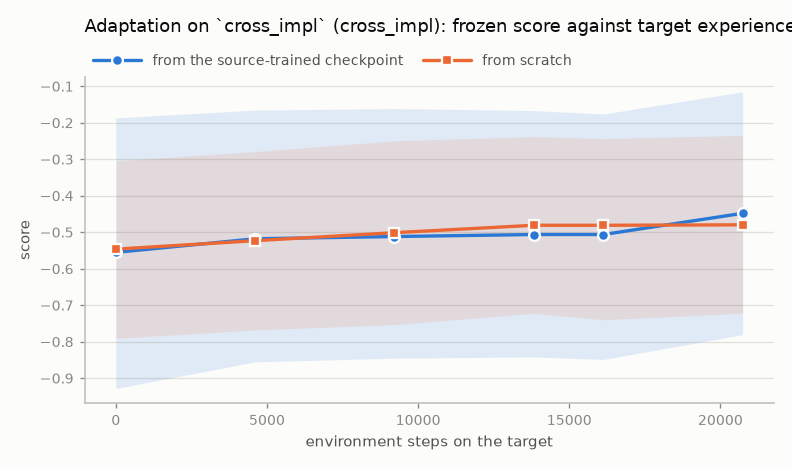 Adaptation on `cross_impl` (cross_impl): frozen score against target experience
from the source-trained checkpoint
from scratch
−0.1
−0.2
−0.3
−0.4
−0.5
−0.6
−0.7
−0.8
−0.9
score
0
5000
10000
15000
20000
environment steps on the target